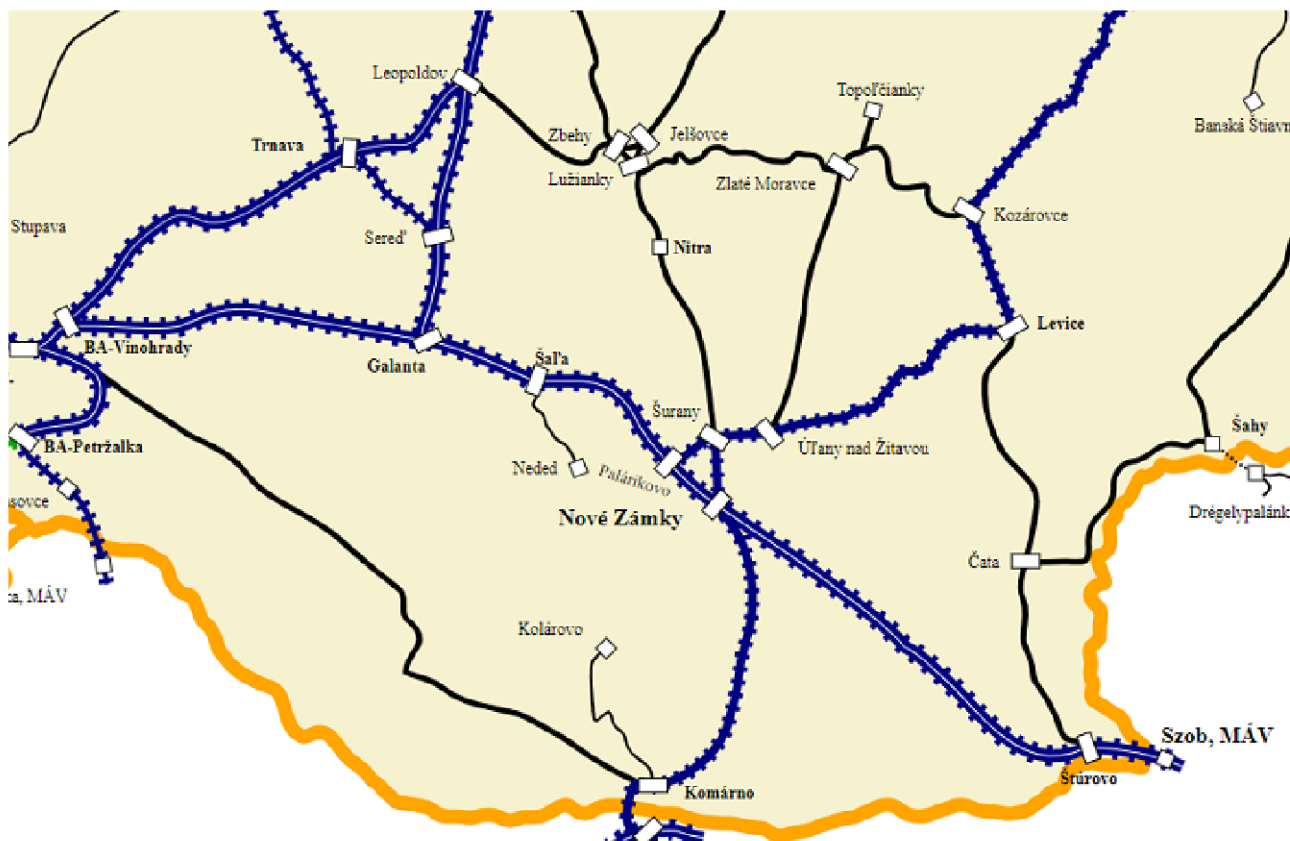 Leopoldov
Topoľčianky
Zbehy
Jelšovce
Banská Štiavn
Trnava
Lužianky
Zlaté Moravce
Stupava
Sereď
Kozárovce
Nitra
Levice
BA-Vinohrady
Galanta
Šaľa
Šurany
Šahy
BA-Petržalka
Úľany nad Žitavou
Neded
Palárikovo
sovce
Drégelypalánk
Nové Zámky
Čata
ca, MÁV
Kolárovo
Szob, MÁV
Štúrovo
Komárno